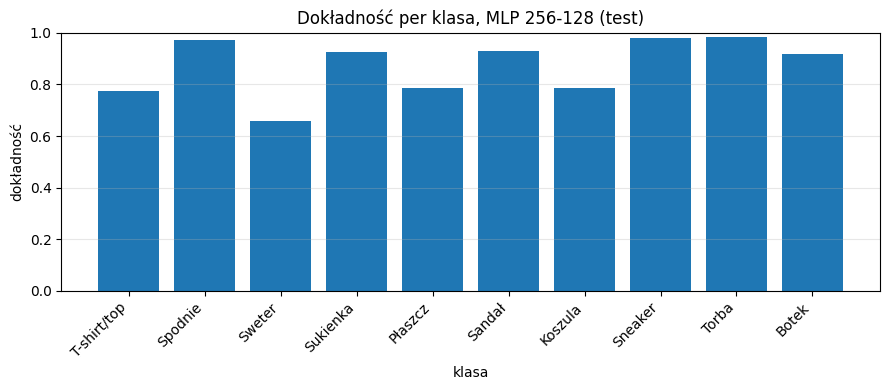 Dokładność per klasa, MLP 256-128 (test)
dokładność
1.0
0.8
0.6
0.4
0.2
0.0
T-shirt/top
Spodnie
Sweter
Sukienka
Płaszcz
Sandał
Koszula
Sneaker
Torba
Botek
klasa